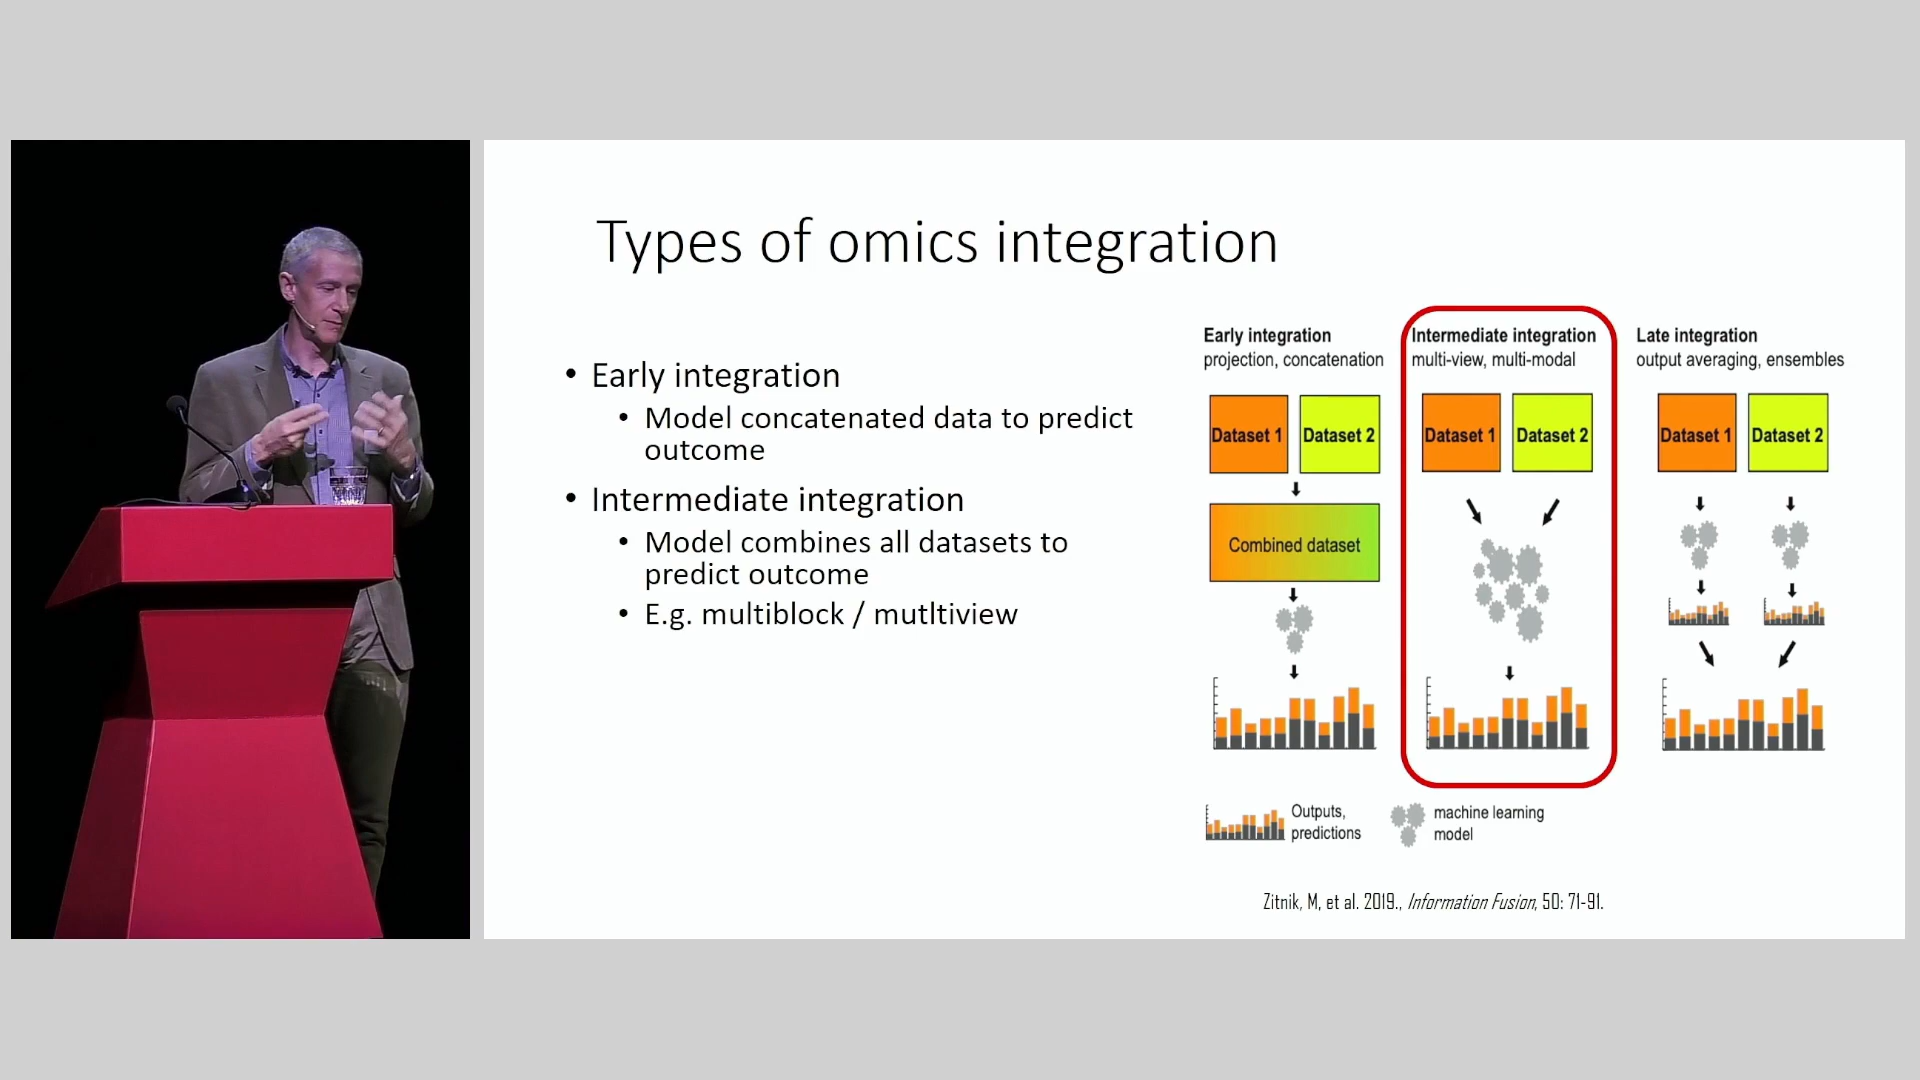 Types of omics integration
• Early integration
• Model concatenated data to predict
outcome
• Intermediate integration
• Model combines all datasets to
predict outcome
• E.g. multiblock / mutltiview
Early integration
projection, concatenation
Dataset 1
Dataset 2
Combined dataset
Intermediate integration
multi-view, multi-modal
Dataset 1
Dataset 2
Late integration
output averaging, ensembles
Dataset 1
Dataset 2
Outputs,
predictions
machine learning
model
Zitnik, M, et al. 2019., Information Fusion, 50: 71-91.